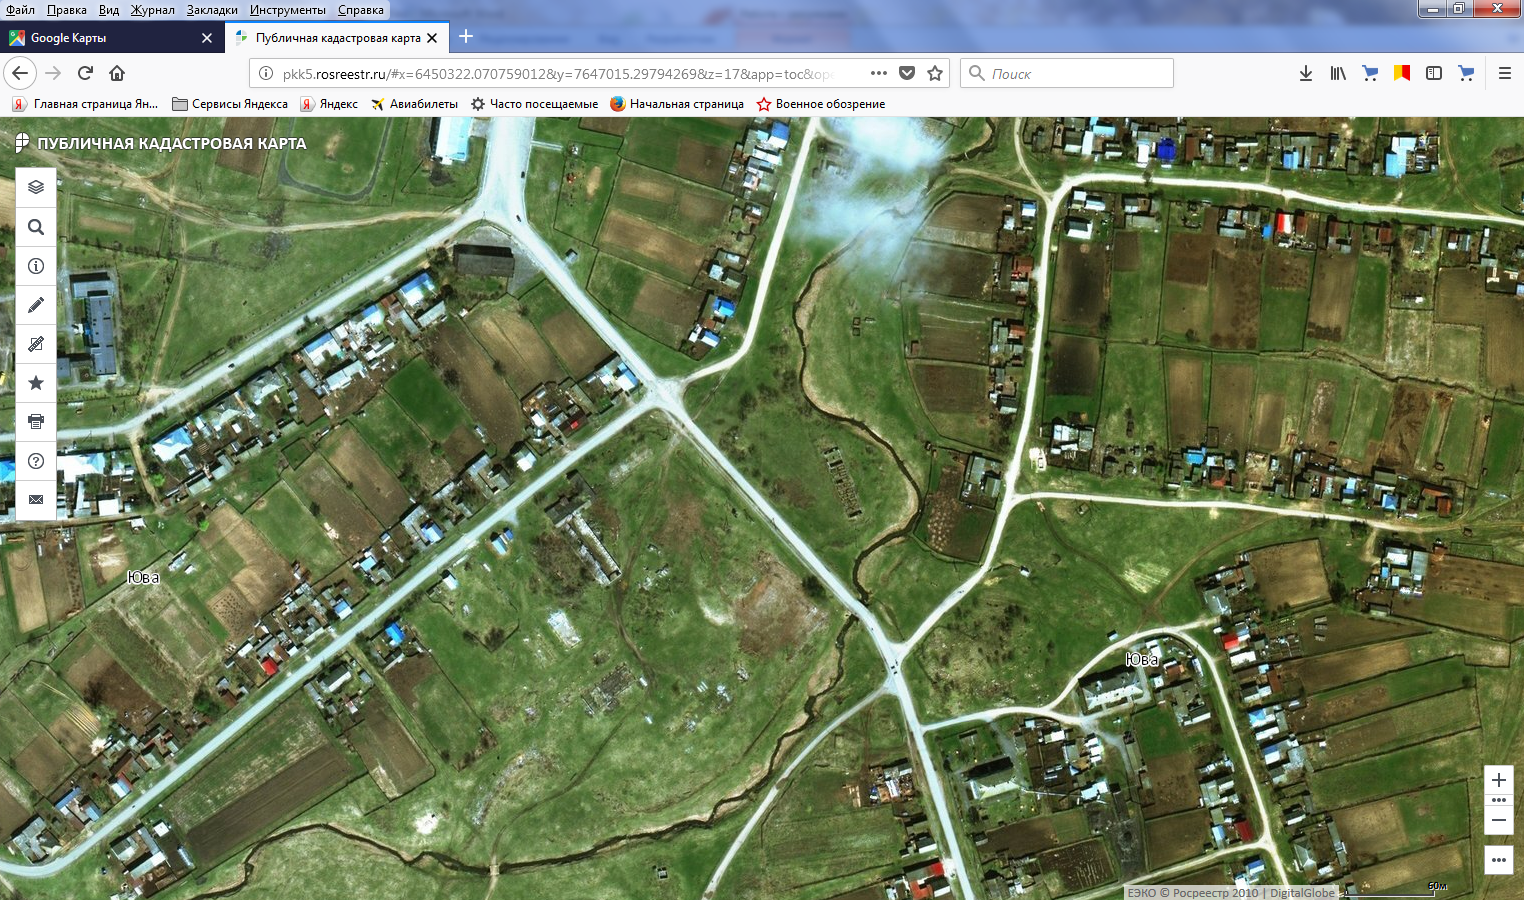 Файл Правка Вид Журнал Закладки Инструменты Справка
Google Карты
Публичная кадастровая карта
pkk5.rosreestr.ru/#x=6450322.070759012&y=7647015.29794269&z=17&app=toc&ope
Поиск
Главная страница Ян...
Сервисы Яндекса
Яндекс
Авиабилеты
Часто посещаемые
Начальная страница
Военное обозрение
ПУБЛИЧНАЯ КАДАСТРОВАЯ КАРТА
Юва
Юва
60м
ЕЭКО © Росреестр 2010 | DigitalGlobe